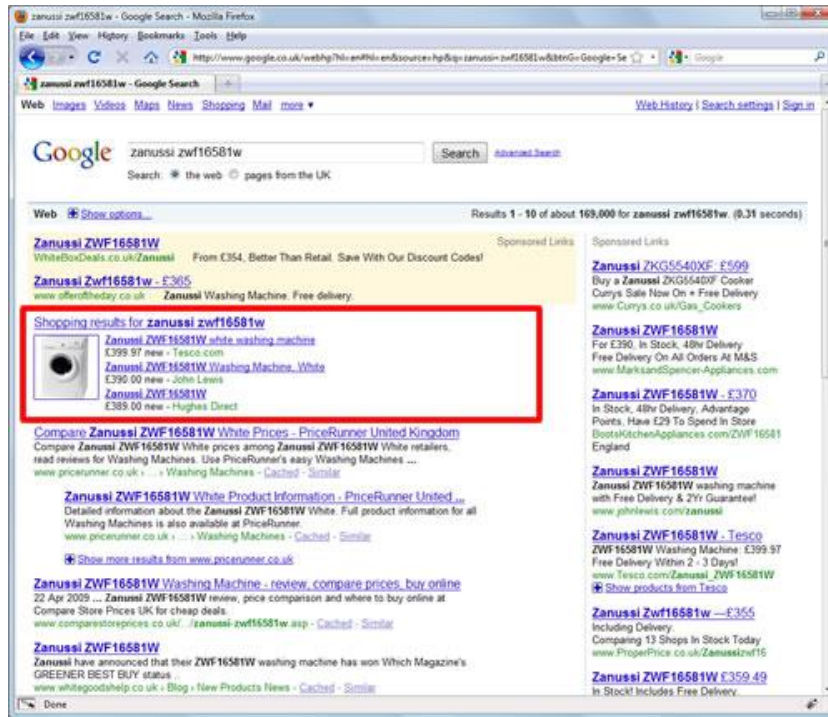 zanussi zwf16581w - Google Search - Mozilla Firefox
File Edit View History Bookmarks Tools Help
Google
zanussi zwf16581w - Google Search
Web Images Videos Maps News Shopping Mail more ▼
Web History | Search settings | Sign in
Google
zanussi zwf16581w
Search
Advanced Search
Search: the web pages from the UK
Web Show options...
Results 1 - 10 of about 169,000 for zanussi zwf16581w. (0.31 seconds)
Zanussi ZWF16581W
Sponsored Links
WhiteBoxDeals.co.uk/Zanussi From £354, Better Than Retail. Save With Our Discount Codes!
Zanussi Zwf16581w - £365
www.offeroftheday.co.uk Zanussi Washing Machine. Free delivery.
Shopping results for zanussi zwf16581w
Zanussi ZWF16581W white washing machine
£399.97 new - Tesco.com
Zanussi ZWF16581W Washing Machine, White
£390.00 new - John Lewis
Zanussi ZWF16581W
£389.00 new - Hughes Direct
Compare Zanussi ZWF16581W White Prices - PriceRunner United Kingdom
Compare Zanussi ZWF16581W White prices among Zanussi ZWF16581W White retailers,
read reviews for Washing Machines. Use PriceRunner's easy Washing Machines ...
www.pricerunner.co.uk › ... › Washing Machines - Cached - Similar
Zanussi ZWF16581W White Product Information - PriceRunner United ...
Detailed information about the Zanussi ZWF16581W White. Full product information for all
Washing Machines is also available at PriceRunner.
www.pricerunner.co.uk › ... › Washing Machines - Cached - Similar
Show more results from www.pricerunner.co.uk
Zanussi ZWF16581W Washing Machine - review, compare prices, buy online
22 Apr 2009 ... Zanussi ZWF16581W review, price comparison and where to buy online at
Compare Store Prices UK for cheap deals.
www.comparestoreprices.co.uk/.../zanussi-zwf16581w.asp - Cached - Similar
Zanussi ZWF16581W
Zanussi have announced that their ZWF16581W washing machine has won Which Magazine's
GREENER BEST BUY status ..
www.whitegoodshelp.co.uk › Blog › New Products News - Cached - Similar
Sponsored Links
Zanussi ZKG5540XF: £599
Buy a Zanussi ZKG5540XF Cooker
Currys Sale Now On + Free Delivery
www.Currys.co.uk/Gas_Cookers
Zanussi ZWF16581W
For £390, In Stock, 48hr Delivery
Free Delivery On All Orders At M&S
www.MarksandSpencer-Appliances.com
Zanussi ZWF16581W - £370
In Stock, 48hr Delivery, Advantage
Points. Have £29 To Spend In Store
BootsKitchenAppliances.com/ZWF16581
England
Zanussi ZWF16581W
Zanussi ZWF16581W washing machine
with Free Delivery & 2Yr Guarantee!
www.johnlewis.com/zanussi
Zanussi ZWF16581W - Tesco
ZWF16581W Washing Machine: £399.97
Free Delivery Within 2 - 3 Days!
www.Tesco.com/Zanussi_ZWF16581W
Show products from Tesco
Zanussi Zwf16581w —£355
Including Delivery.
Comparing 13 Shops In Stock Today
www.ProperPrice.co.uk/Zanussizwf16
Zanussi ZWF16581W £359.49
In Stock! Includes Free Delivery.
Done